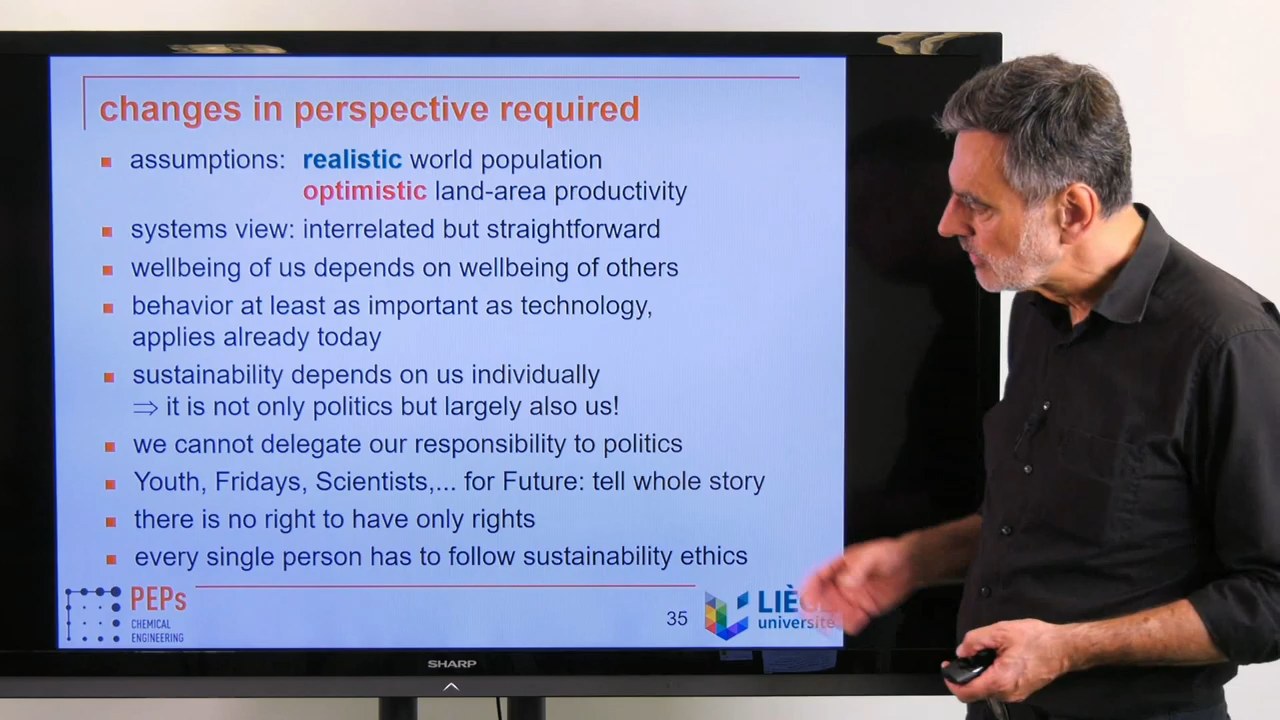 changes in perspective required
assumptions: realistic world population
optimistic land-area productivity
systems view: interrelated but straightforward
wellbeing of us depends on wellbeing of others
behavior at least as important as technology,
applies already today
sustainability depends on us individually
⇒ it is not only politics but largely also us!
we cannot delegate our responsibility to politics
Youth, Fridays, Scientists,... for Future: tell whole story
there is no right to have only rights
every single person has to follow sustainability ethics
PEPs
CHEMICAL
ENGINEERING
35
LIÈGE
université
SHARP